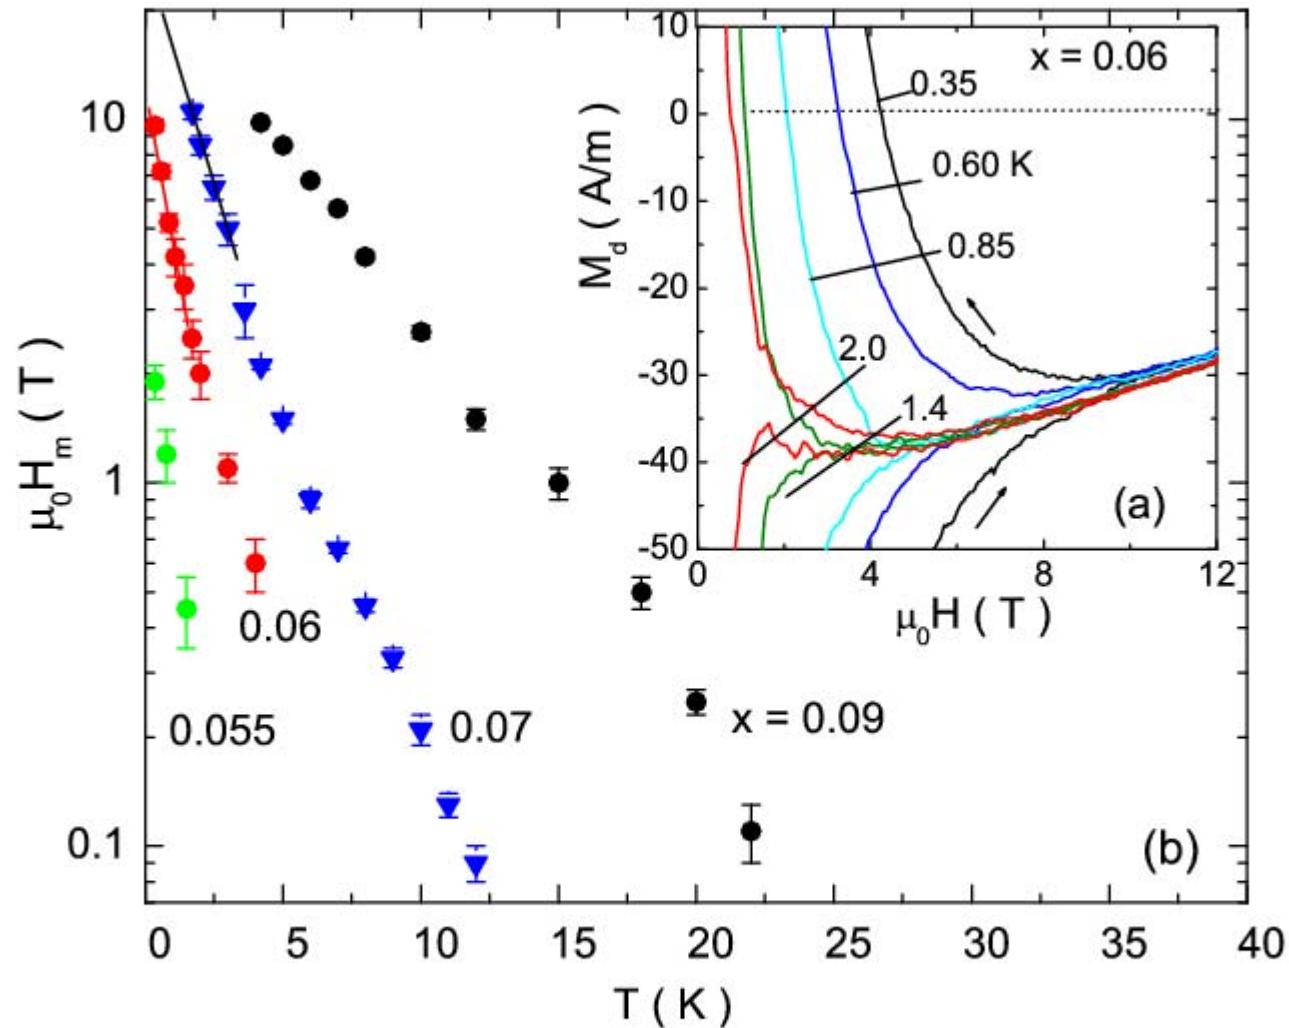 μ₀Hₘ ( T )
10
1
0.1
0.055
0.06
0.07
x = 0.09
(b)
0 5 10 15 20 25 30 35 40
T ( K )
M_d ( A/m )
10
0
-10
-20
-30
-40
-50
x = 0.06
0.35
0.60 K
0.85
2.0
1.4
(a)
0 4 8 12
μ₀H ( T )